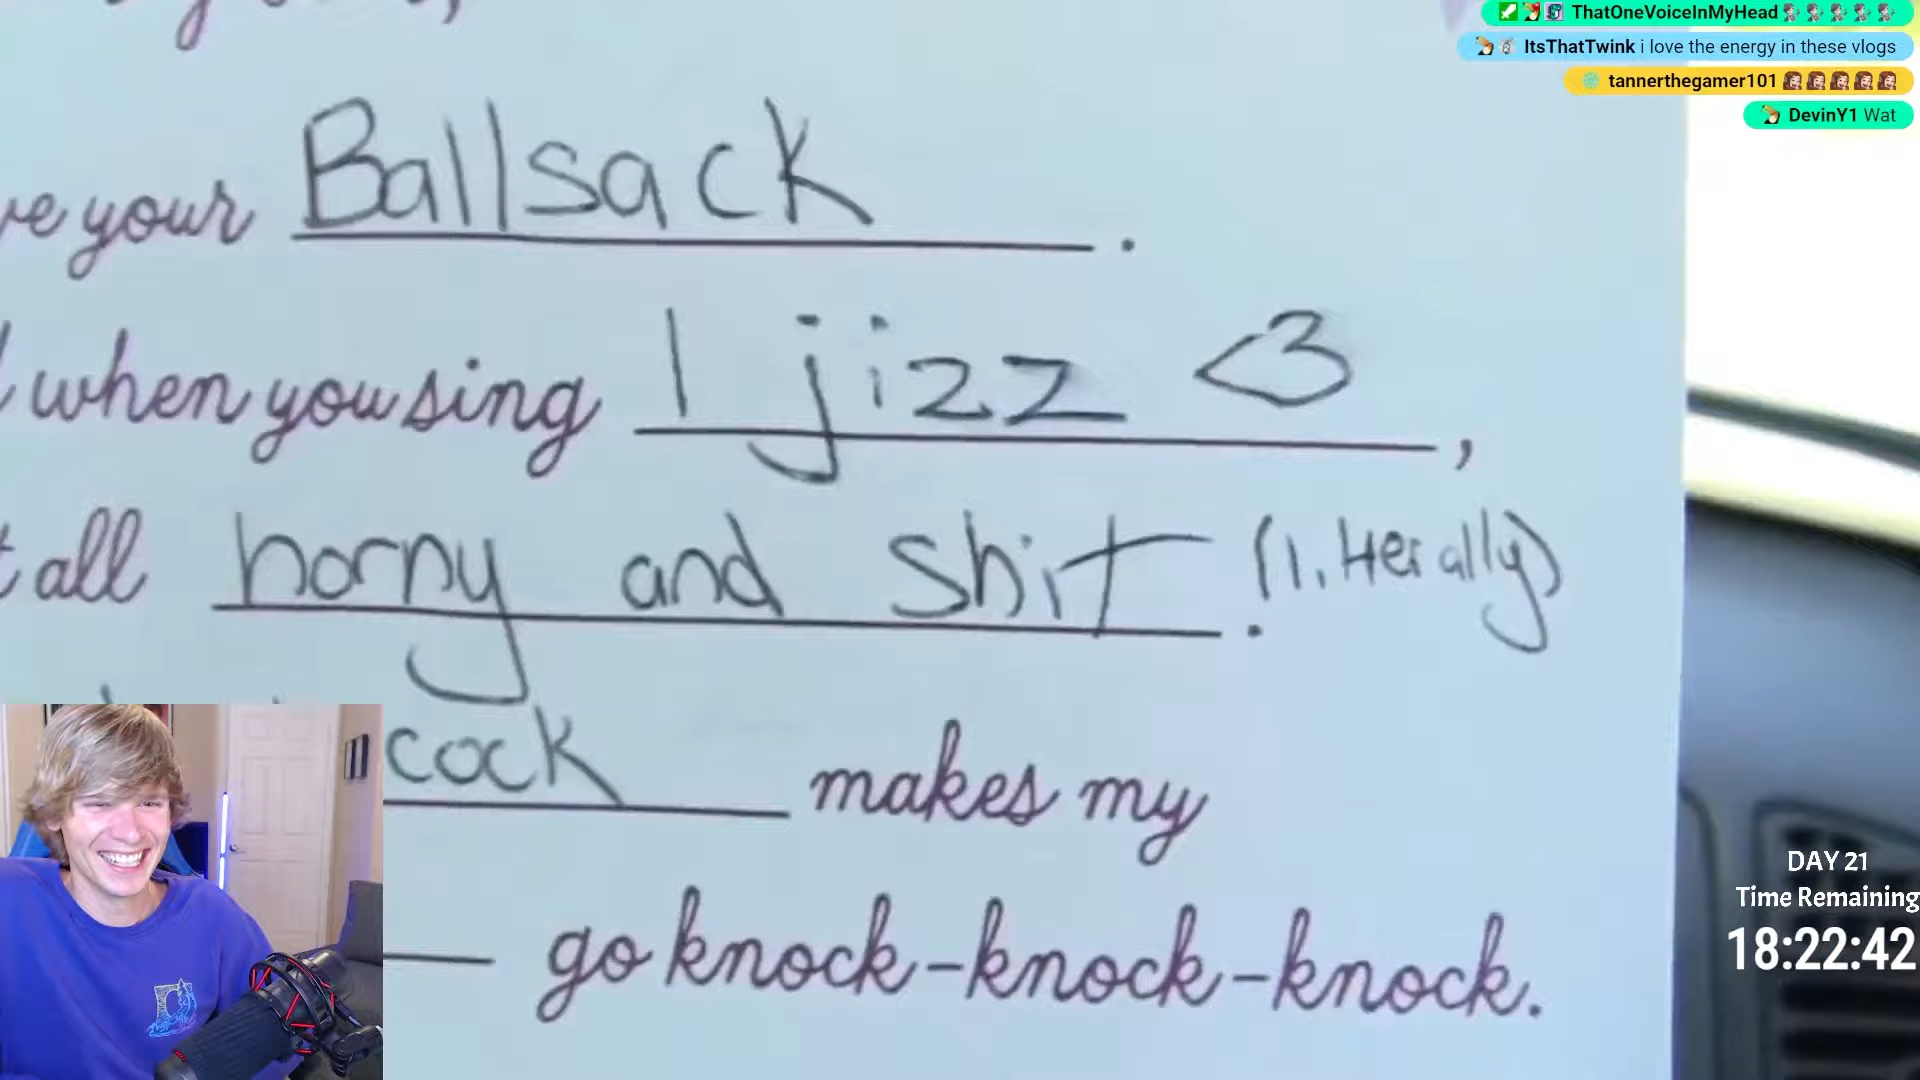 ThatOneVoiceInMyHead
ItsThatTwink i love the energy in these vlogs
tannerthegamer101
DevinY1 Wat
your Ballsack.
when you sing I jizz <3,
all horny and shit. (literally)
cock makes my
go knock-knock-knock.
DAY 21
Time Remaining
18:22:42